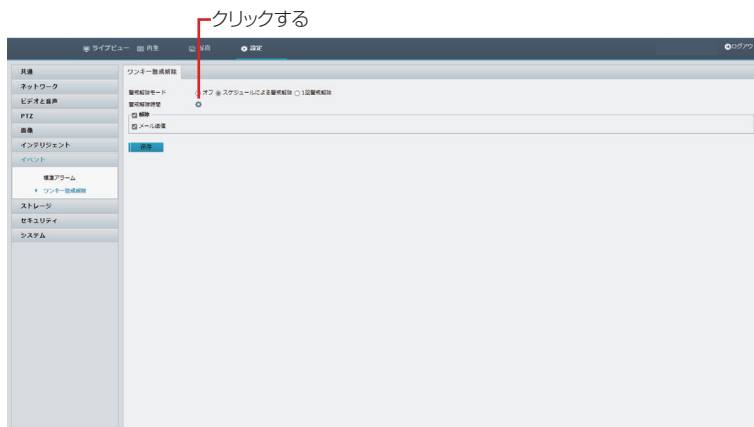 クリックする
ライブビュー 再生 写真 設定 ログアウ
共通
ネットワーク
ビデオと音声
PTZ
画像
インテリジェント
イベント
標準アラーム
ワンキー警戒解除
ストレージ
セキュリティ
システム
ワンキー警戒解除
警戒解除モード オフ スケジュールによる警戒解除 1回警戒解除
警戒解除時間
解除
メール送信
保存